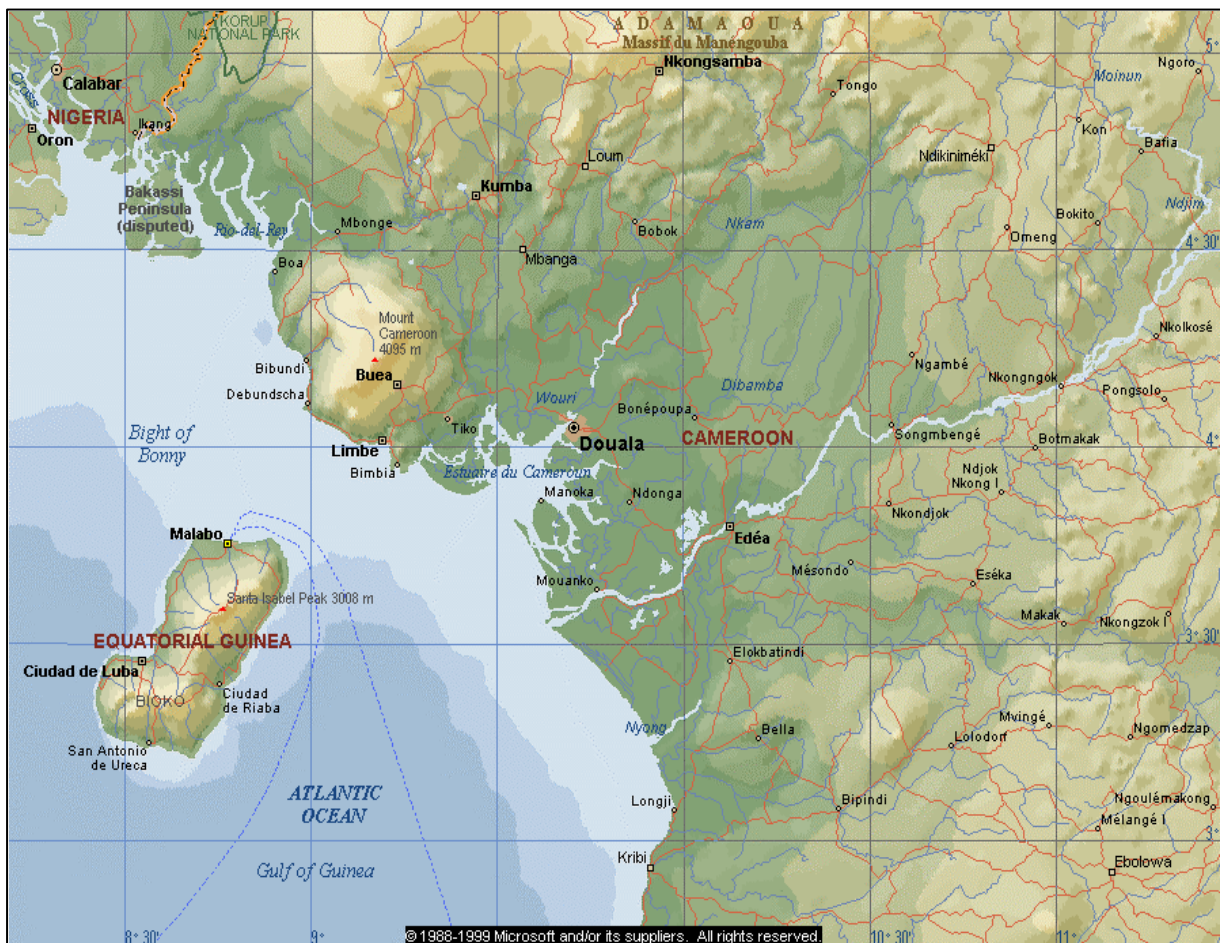 KORUP
NATIONAL PARK
A D A M A O U A
Massif du Manengouba
5°
Calabar
Cross
NIGERIA
Oron
Ikang
Nkongsamba
Tongo
Moinun
Ngoro
Kon
Bafia
Ndikiniméki
Loum
Kumba
Bakassi
Peninsula
(disputed)
Rio-del-Rey
Mbonge
Bobok
Nkam
Bokito
Ndjim
Omeng
4° 30'
Mbanga
Boa
Mount
Cameroon
4095 m
Nkolkosé
Bibundi
Buea
Ngambé
Nkongngok
Pongsolo
Debundscha
Dibamba
Wouri
Bonépoupa
Tiko
Douala
CAMEROON
Songmbengé
Botmakak
4°
Bight of
Bonny
Limbe
Bimbia
Estuaire du Cameroun
Ndjok
Nkong I
Manoka
Ndonga
Nkondjok
Malabo
Edéa
Mésondo
Eséka
Mouanko
Santa Isabel Peak 3008 m
Makak
Nkongzok I
EQUATORIAL GUINEA
3° 30'
Ciudad de Luba
Elokbatindi
BIOKO
Ciudad
de Riaba
Nyong
Bella
Mvingé
Lolodorf
Ngomedzap
San Antonio
de Ureca
ATLANTIC
OCEAN
Longji
Bipindi
Ngoulémakong
Mélangé I
3°
Gulf of Guinea
Kribi
Ebolowa
8° 30'
9°
10° 30'
11°
© 1988-1999 Microsoft and/or its suppliers. All rights reserved.